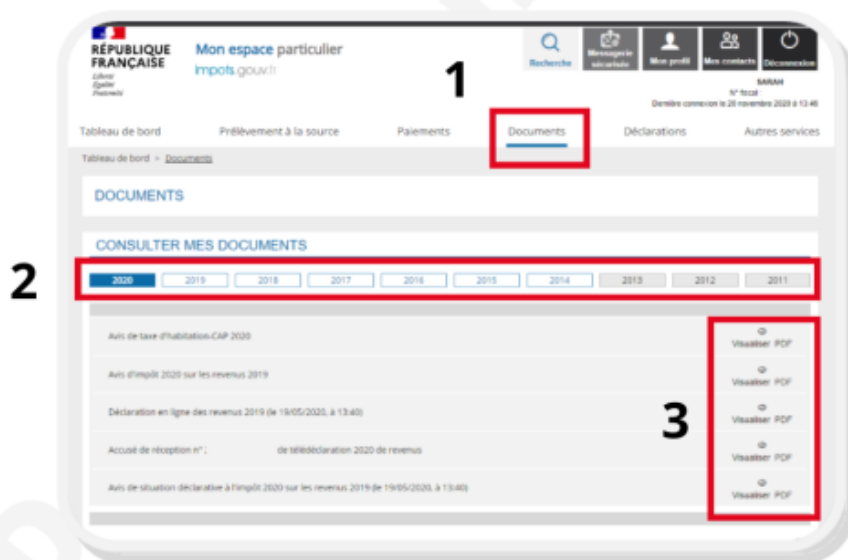 RÉPUBLIQUE
FRANÇAISE
Liberté
Égalité
Fraternité
Mon espace particulier
impots.gouv.fr
1
Recherche
Messagerie
sécurisée
Mon profil
Mes contacts
Déconnexion
SARAH
N° fiscal :
Dernière connexion le 20 novembre 2020 à 13:46
Tableau de bord
Prélèvement à la source
Paiements
Documents
Déclarations
Autres services
Tableau de bord > Documents
DOCUMENTS
CONSULTER MES DOCUMENTS
2
2020 2019 2018 2017 2016 2015 2014 2013 2012 2011
3
Avis de taxe d'habitation-CAP 2020
Visualiser PDF
Avis d'impôt 2020 sur les revenus 2019
Visualiser PDF
Déclaration en ligne des revenus 2019 (le 19/05/2020, à 13:40)
Visualiser PDF
Accusé de réception n° : de télédéclaration 2020 de revenus
Visualiser PDF
Avis de situation déclarative à l'impôt 2020 sur les revenus 2019 (le 19/05/2020, à 13:40)
Visualiser PDF